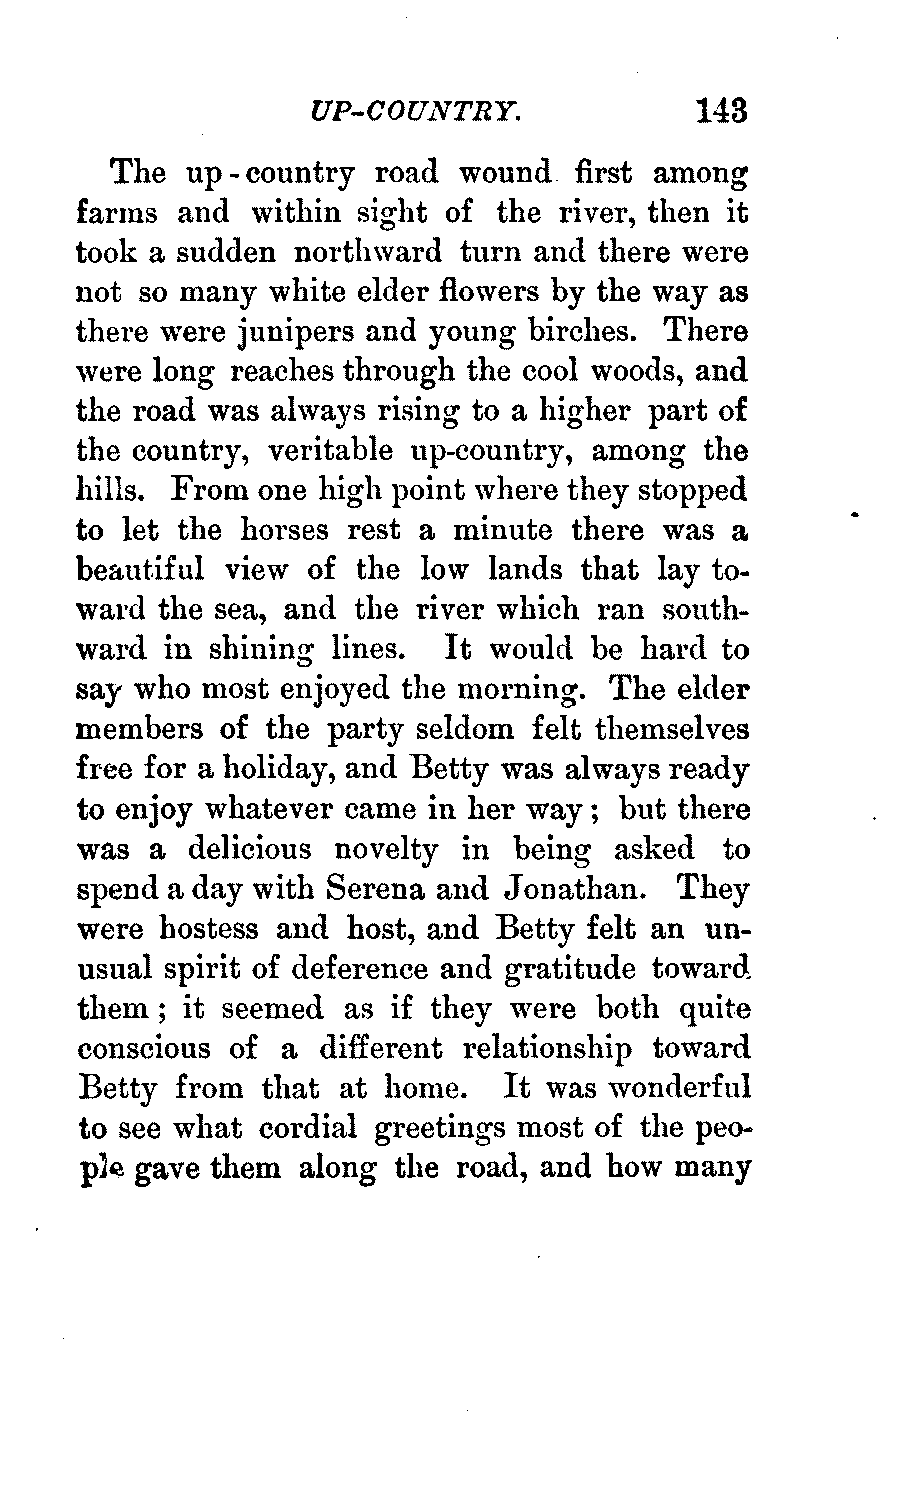 UP-COUNTRY. 143
The up-country road wound first among
farms and within sight of the river, then it
took a sudden northward turn and there were
not so many white elder flowers by the way as
there were junipers and young birches. There
were long reaches through the cool woods, and
the road was always rising to a higher part of
the country, veritable up-country, among the
hills. From one high point where they stopped
to let the horses rest a minute there was a
beautiful view of the low lands that lay to-
ward the sea, and the river which ran south-
ward in shining lines. It would be hard to
say who most enjoyed the morning. The elder
members of the party seldom felt themselves
free for a holiday, and Betty was always ready
to enjoy whatever came in her way; but there
was a delicious novelty in being asked to
spend a day with Serena and Jonathan. They
were hostess and host, and Betty felt an un-
usual spirit of deference and gratitude toward
them; it seemed as if they were both quite
conscious of a different relationship toward
Betty from that at home. It was wonderful
to see what cordial greetings most of the peo-
ple gave them along the road, and how many